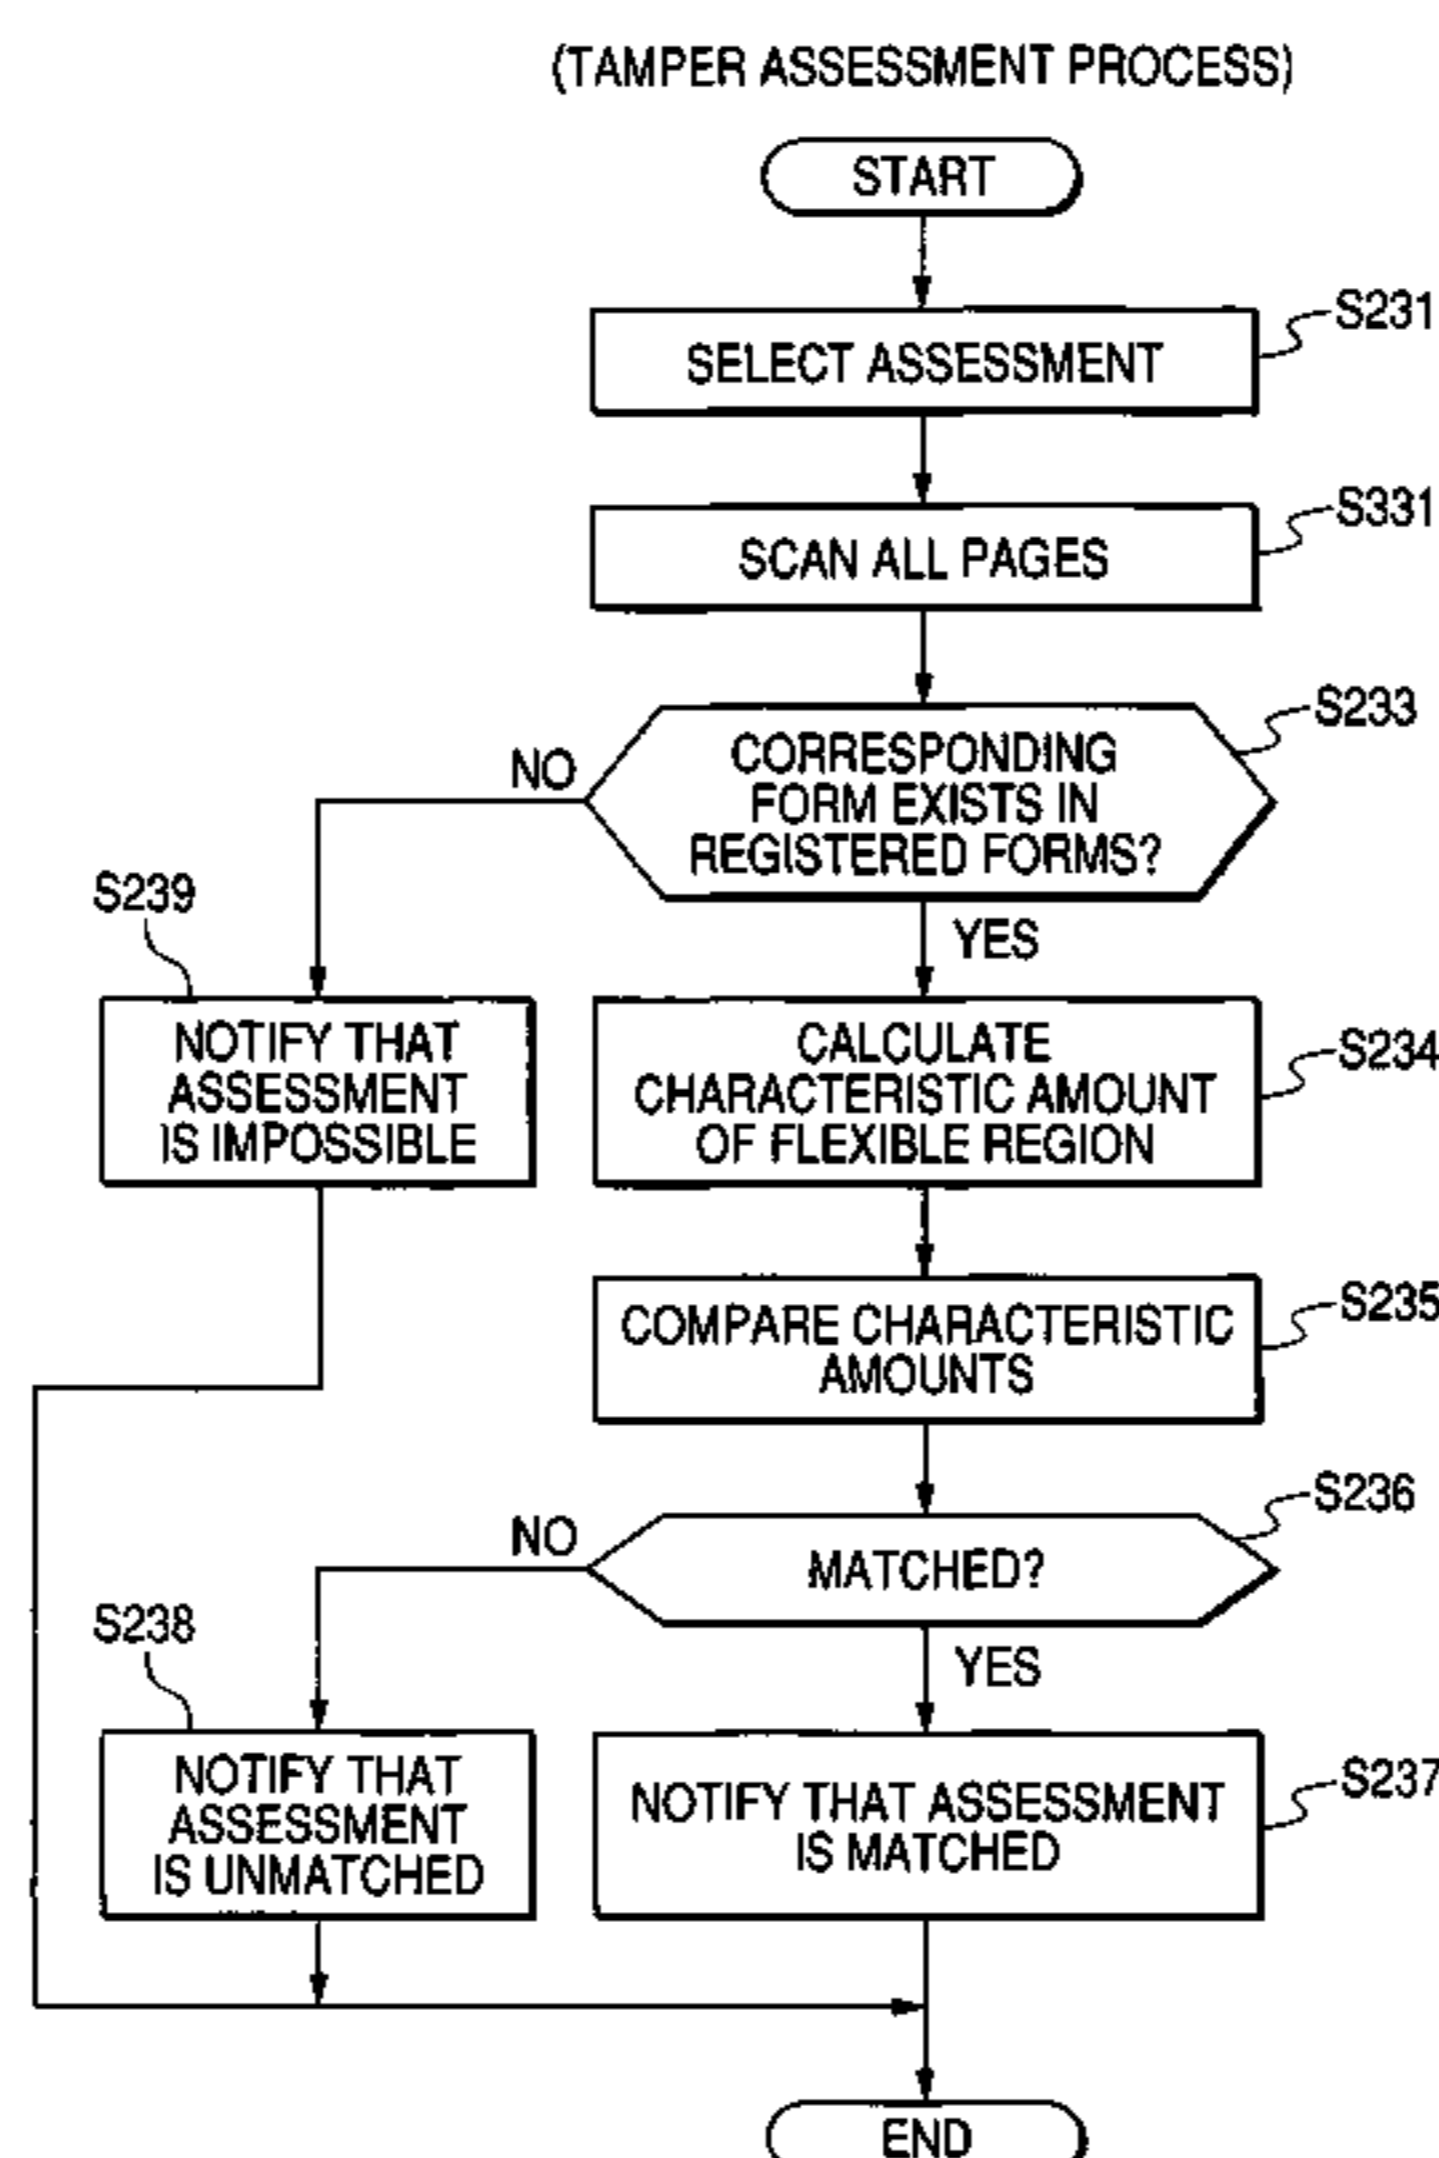 (TAMPER ASSESSMENT PROCESS)
START
S231
SELECT ASSESSMENT
S331
SCAN ALL PAGES
S233
CORRESPONDING
FORM EXISTS IN
REGISTERED FORMS?
NO
YES
S239
NOTIFY THAT
ASSESSMENT
IS IMPOSSIBLE
S234
CALCULATE
CHARACTERISTIC AMOUNT
OF FLEXIBLE REGION
S235
COMPARE CHARACTERISTIC
AMOUNTS
S236
MATCHED?
NO
YES
S238
NOTIFY THAT
ASSESSMENT
IS UNMATCHED
S237
NOTIFY THAT ASSESSMENT
IS MATCHED
END